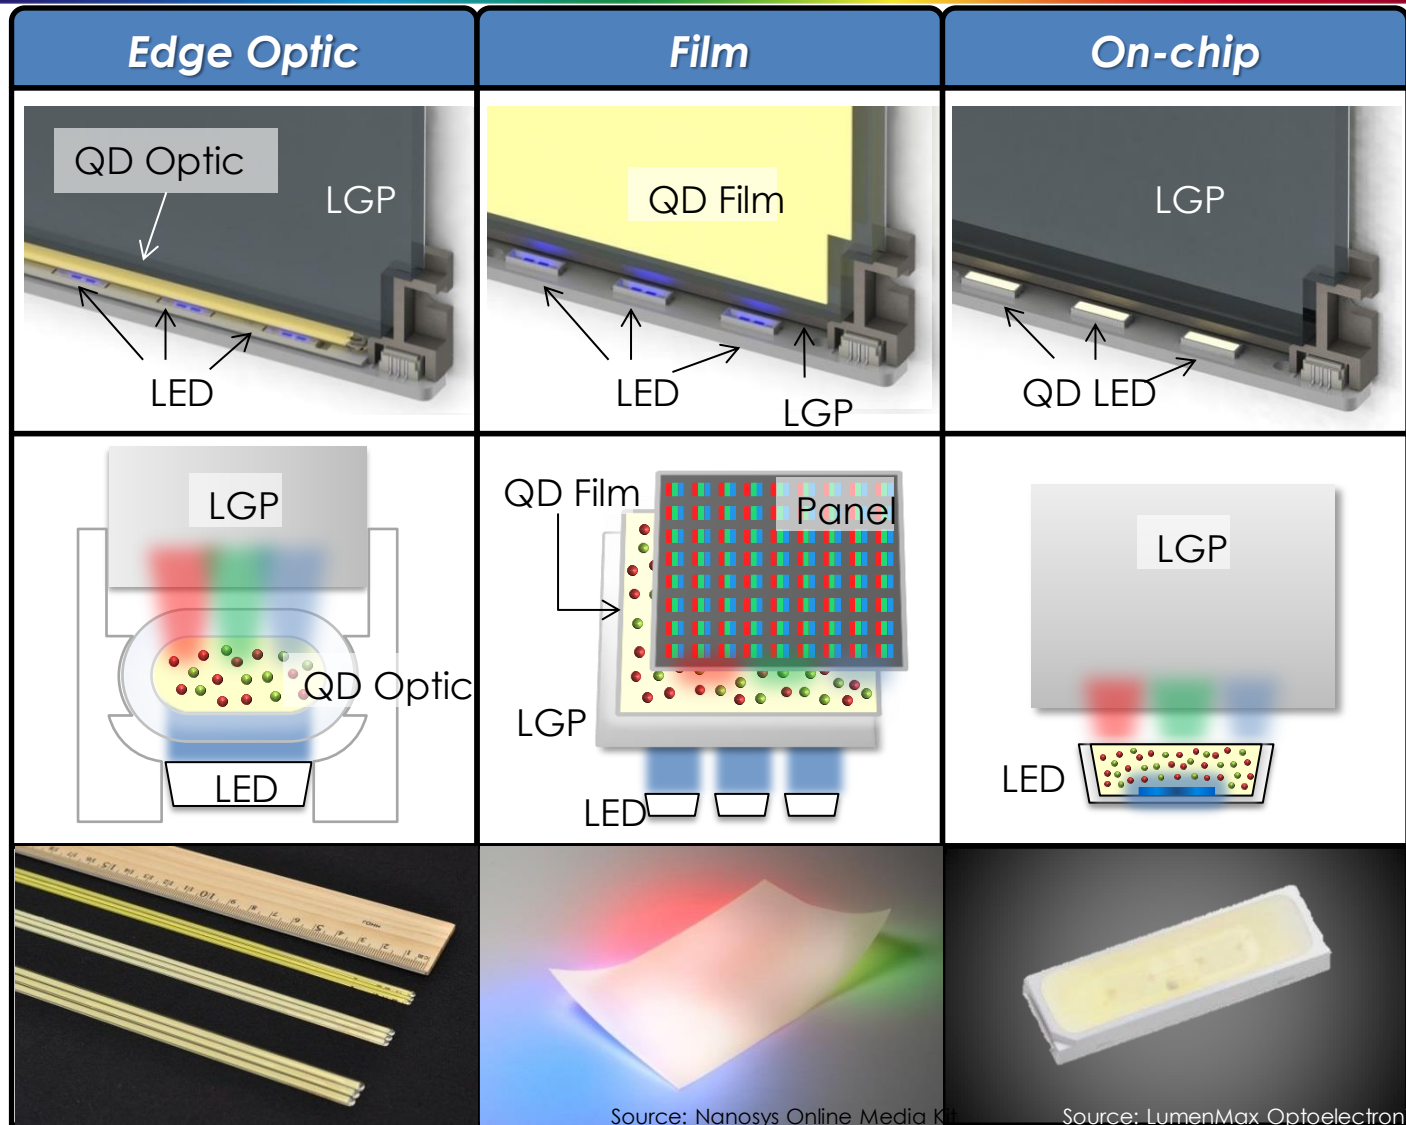 Edge Optic
Film
On-chip
QD Optic
LGP
LED
QD Film
LED
LGP
LGP
QD LED
LGP
QD Optic
LED
QD Film
Panel
LGP
LED
LGP
LED
Source: Nanosys Online Media Kit
Source: LumenMax Optoelectron